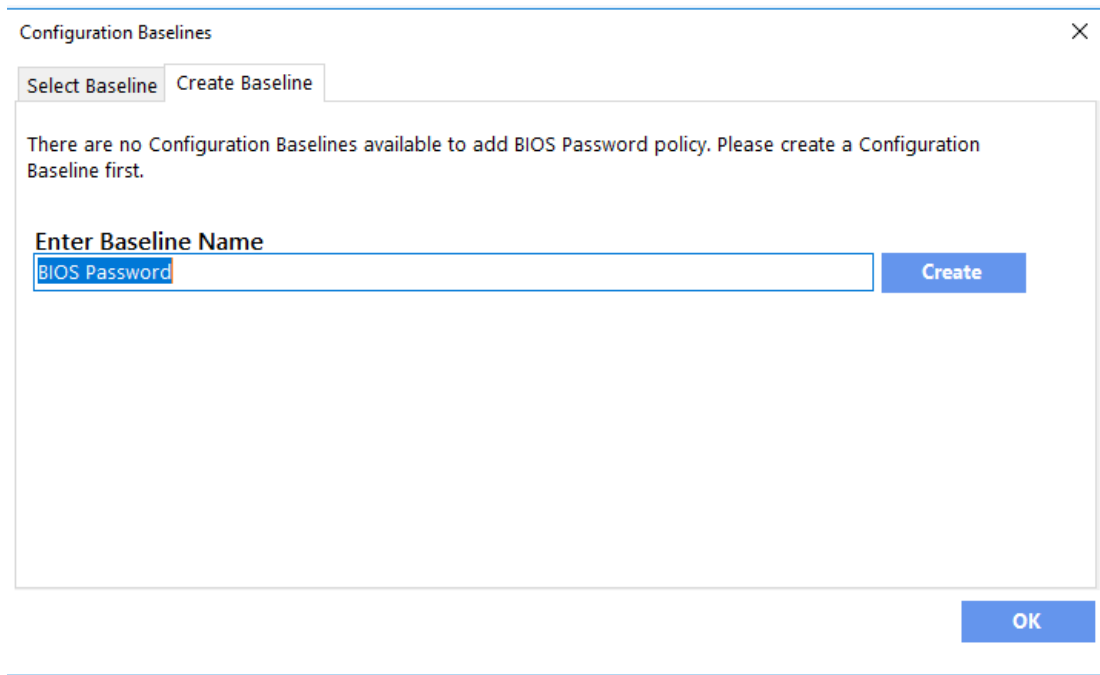 Configuration Baselines
Select Baseline
Create Baseline
There are no Configuration Baselines available to add BIOS Password policy. Please create a Configuration
Baseline first.
Enter Baseline Name
BIOS Password
Create
OK